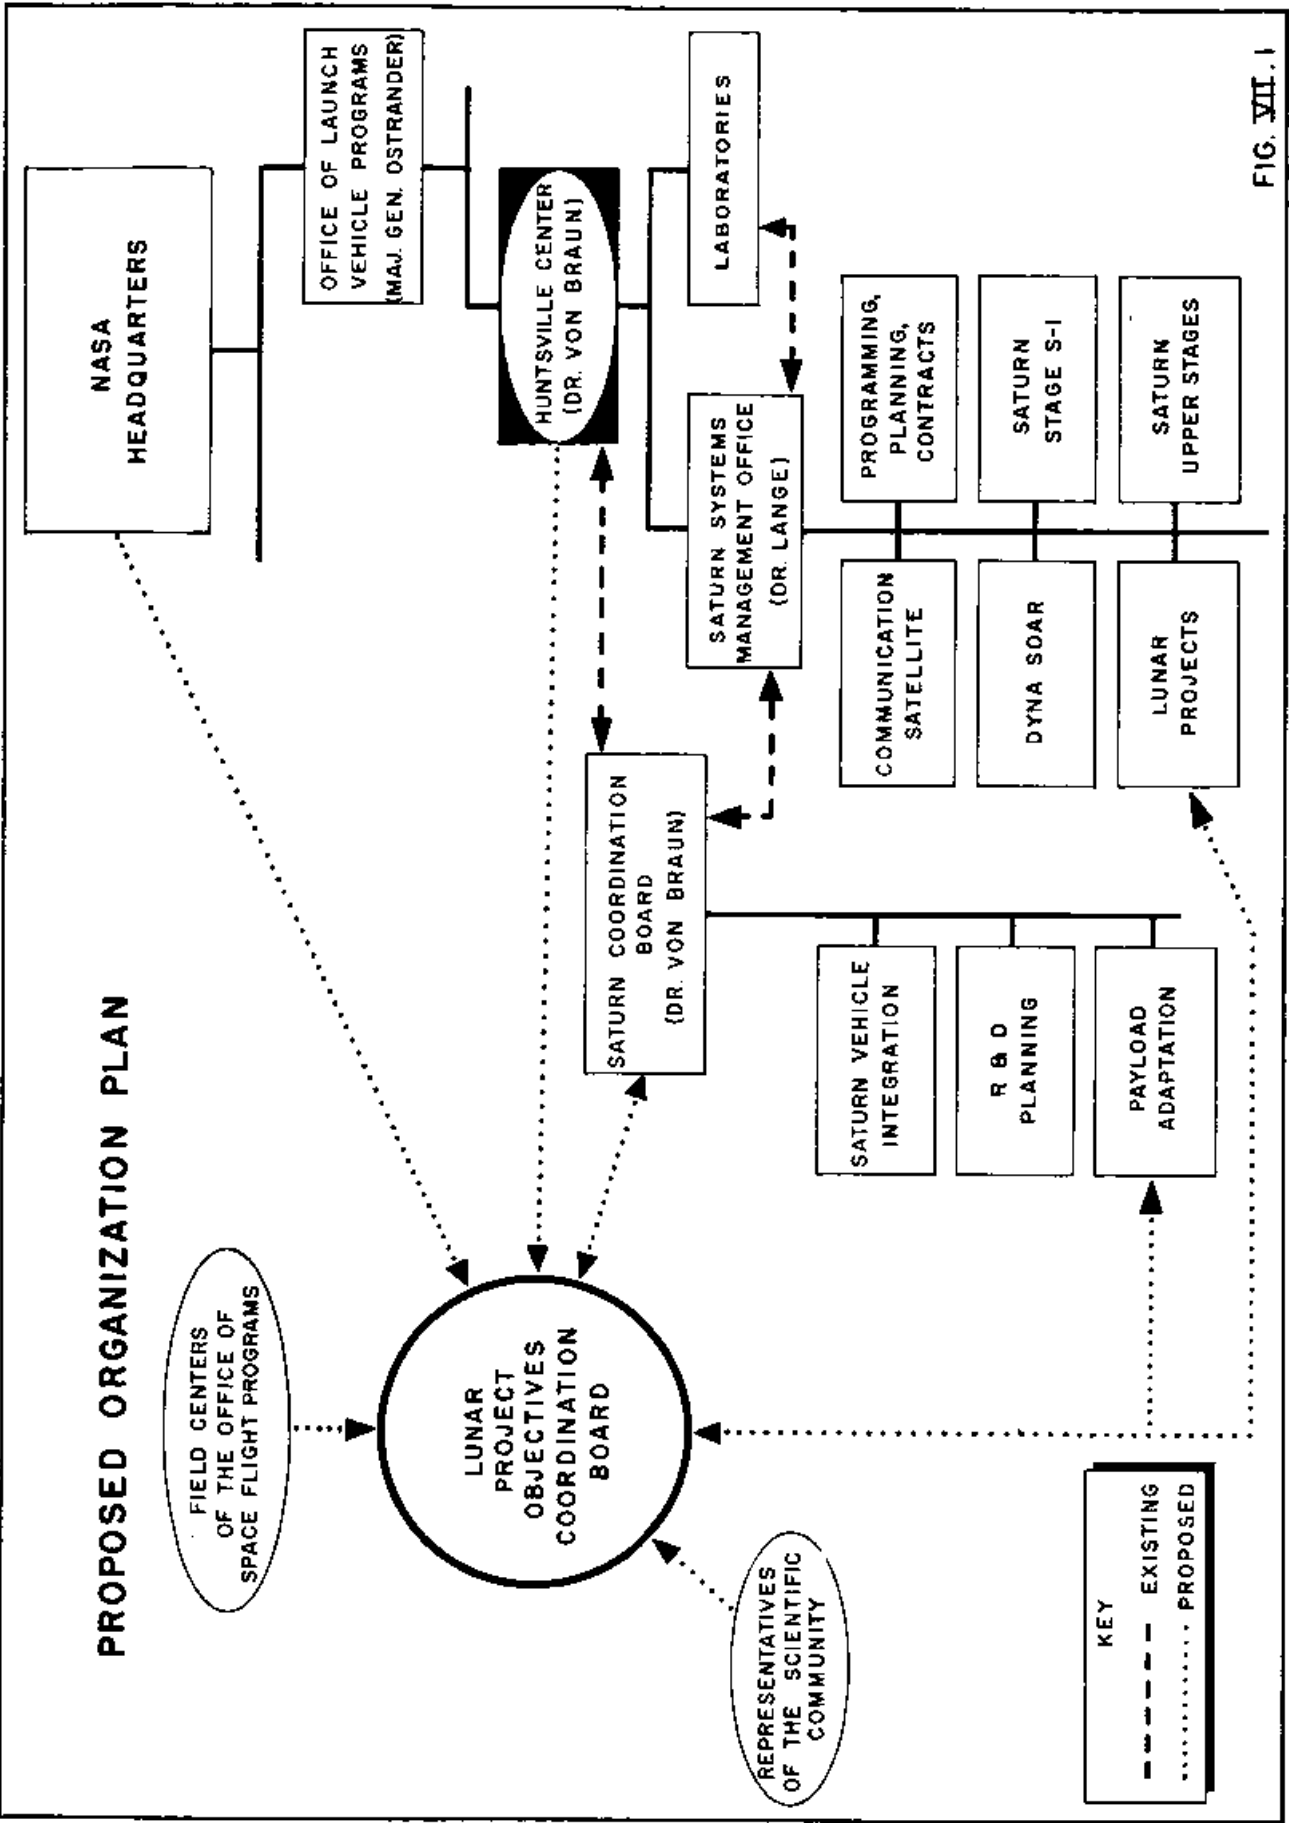 PROPOSED ORGANIZATION PLAN
NASA
HEADQUARTERS
OFFICE OF LAUNCH
VEHICLE PROGRAMS
(MAJ. GEN. OSTRANDER)
HUNTSVILLE CENTER
(DR. VON BRAUN)
LABORATORIES
SATURN SYSTEMS
MANAGEMENT OFFICE
(DR. LANGE)
PROGRAMMING,
PLANNING,
CONTRACTS
SATURN
STAGE S-I
SATURN
UPPER STAGES
COMMUNICATION
SATELLITE
DYNA SOAR
LUNAR
PROJECTS
SATURN COORDINATION
BOARD
(DR. VON BRAUN)
SATURN VEHICLE
INTEGRATION
R & D
PLANNING
PAYLOAD
ADAPTATION
FIELD CENTERS
OF THE OFFICE OF
SPACE FLIGHT PROGRAMS
LUNAR
PROJECT
OBJECTIVES
COORDINATION
BOARD
REPRESENTATIVES
OF THE SCIENTIFIC
COMMUNITY
KEY
EXISTING
PROPOSED
FIG. VII. I